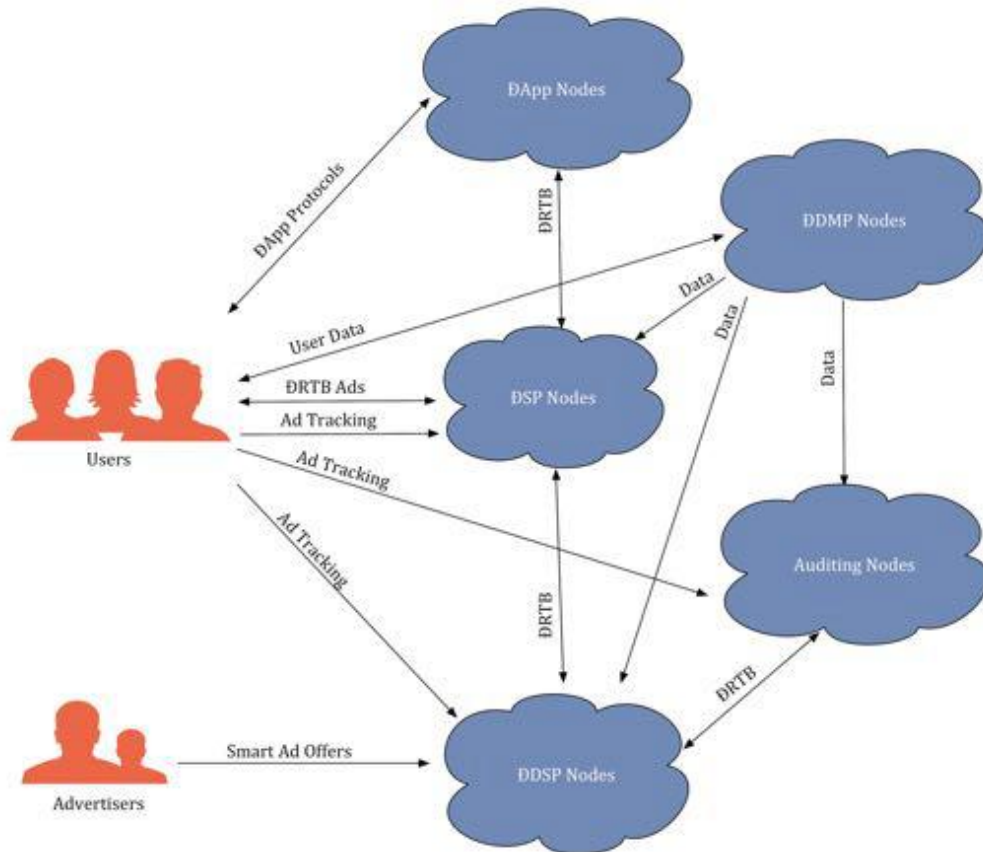 ĐApp Nodes
ĐApp Protocols
ĐRTB
ĐDMP Nodes
Data
Data
Data
User Data
ĐRTB Ads
ĐSP Nodes
Ad Tracking
Users
Ad Tracking
Ad Tracking
Auditing Nodes
ĐRTB
ĐRTB
Smart Ad Offers
ĐDSP Nodes
Advertisers